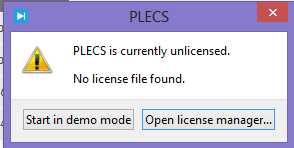 PLECS
PLECS is currently unlicensed.
No license file found.
Start in demo mode
Open license manager...